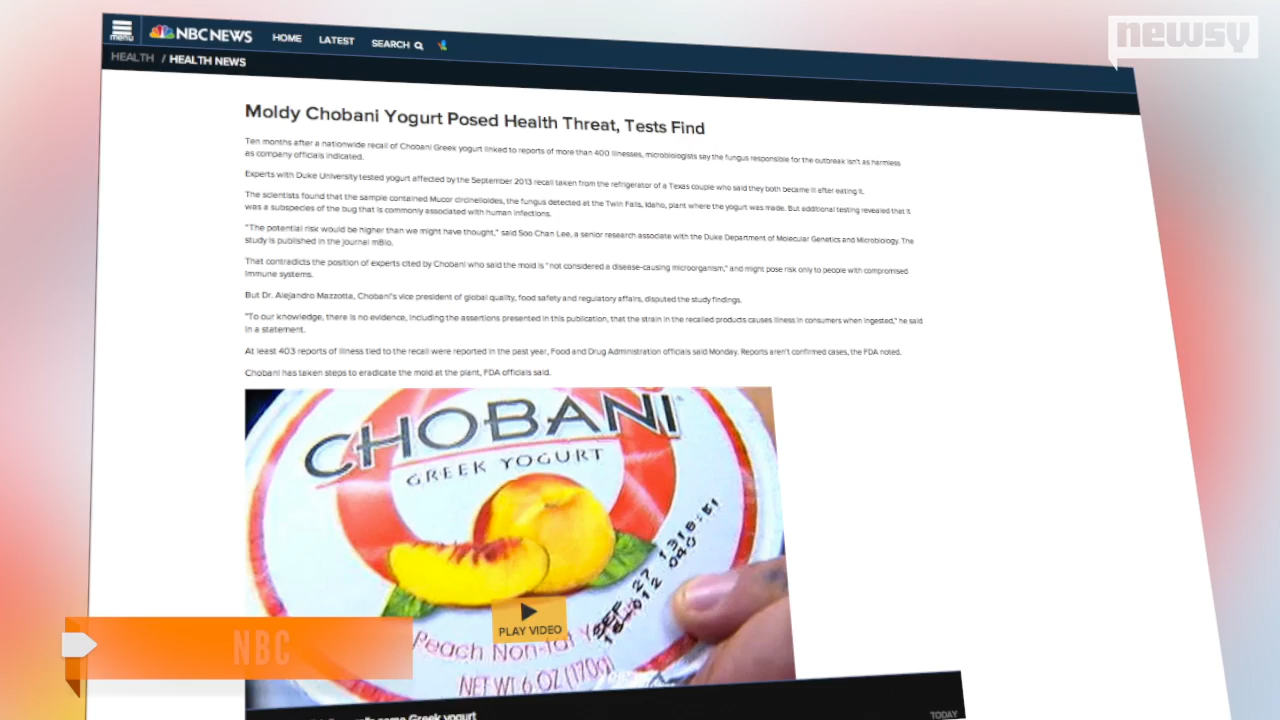 newsy
menu
NBC NEWS HOME LATEST SEARCH
HEALTH / HEALTH NEWS
Moldy Chobani Yogurt Posed Health Threat, Tests Find
Ten months after a nationwide recall of Chobani Greek yogurt linked to reports of more than 400 illnesses, microbiologists say the fungus responsible for the outbreak isn't as harmless
as company officials indicated.
Experts with Duke University tested yogurt affected by the September 2013 recall taken from the refrigerator of a Texas couple who said they both became ill after eating it.
The scientists found that the sample contained Mucor circinelloides, the fungus detected at the Twin Falls, Idaho, plant where the yogurt was made. But additional testing revealed that it
was a subspecies of the bug that is commonly associated with human infections.
"The potential risk would be higher than we might have thought," said Soo Chan Lee, a senior research associate with the Duke Department of Molecular Genetics and Microbiology. The
study is published in the journal mBio.
That contradicts the position of experts cited by Chobani who said the mold is "not considered a disease-causing microorganism," and might pose risk only to people with compromised
immune systems.
But Dr. Alejandro Mazzotta, Chobani's vice president of global quality, food safety and regulatory affairs, disputed the study findings.
"To our knowledge, there is no evidence, including the assertions presented in this publication, that the strain in the recalled products causes illness in consumers when ingested," he said
in a statement.
At least 403 reports of illness tied to the recall were reported in the past year, Food and Drug Administration officials said Monday. Reports aren't confirmed cases, the FDA noted.
Chobani has taken steps to eradicate the mold at the plant, FDA officials said.
CHOBANI
GREEK YOGURT
SEP 27 1318:51
16-012 040
PLAY VIDEO
Peach Non-fat
NET WT 6 OZ (170g)
NBC
some Greek yogurt
TODAY